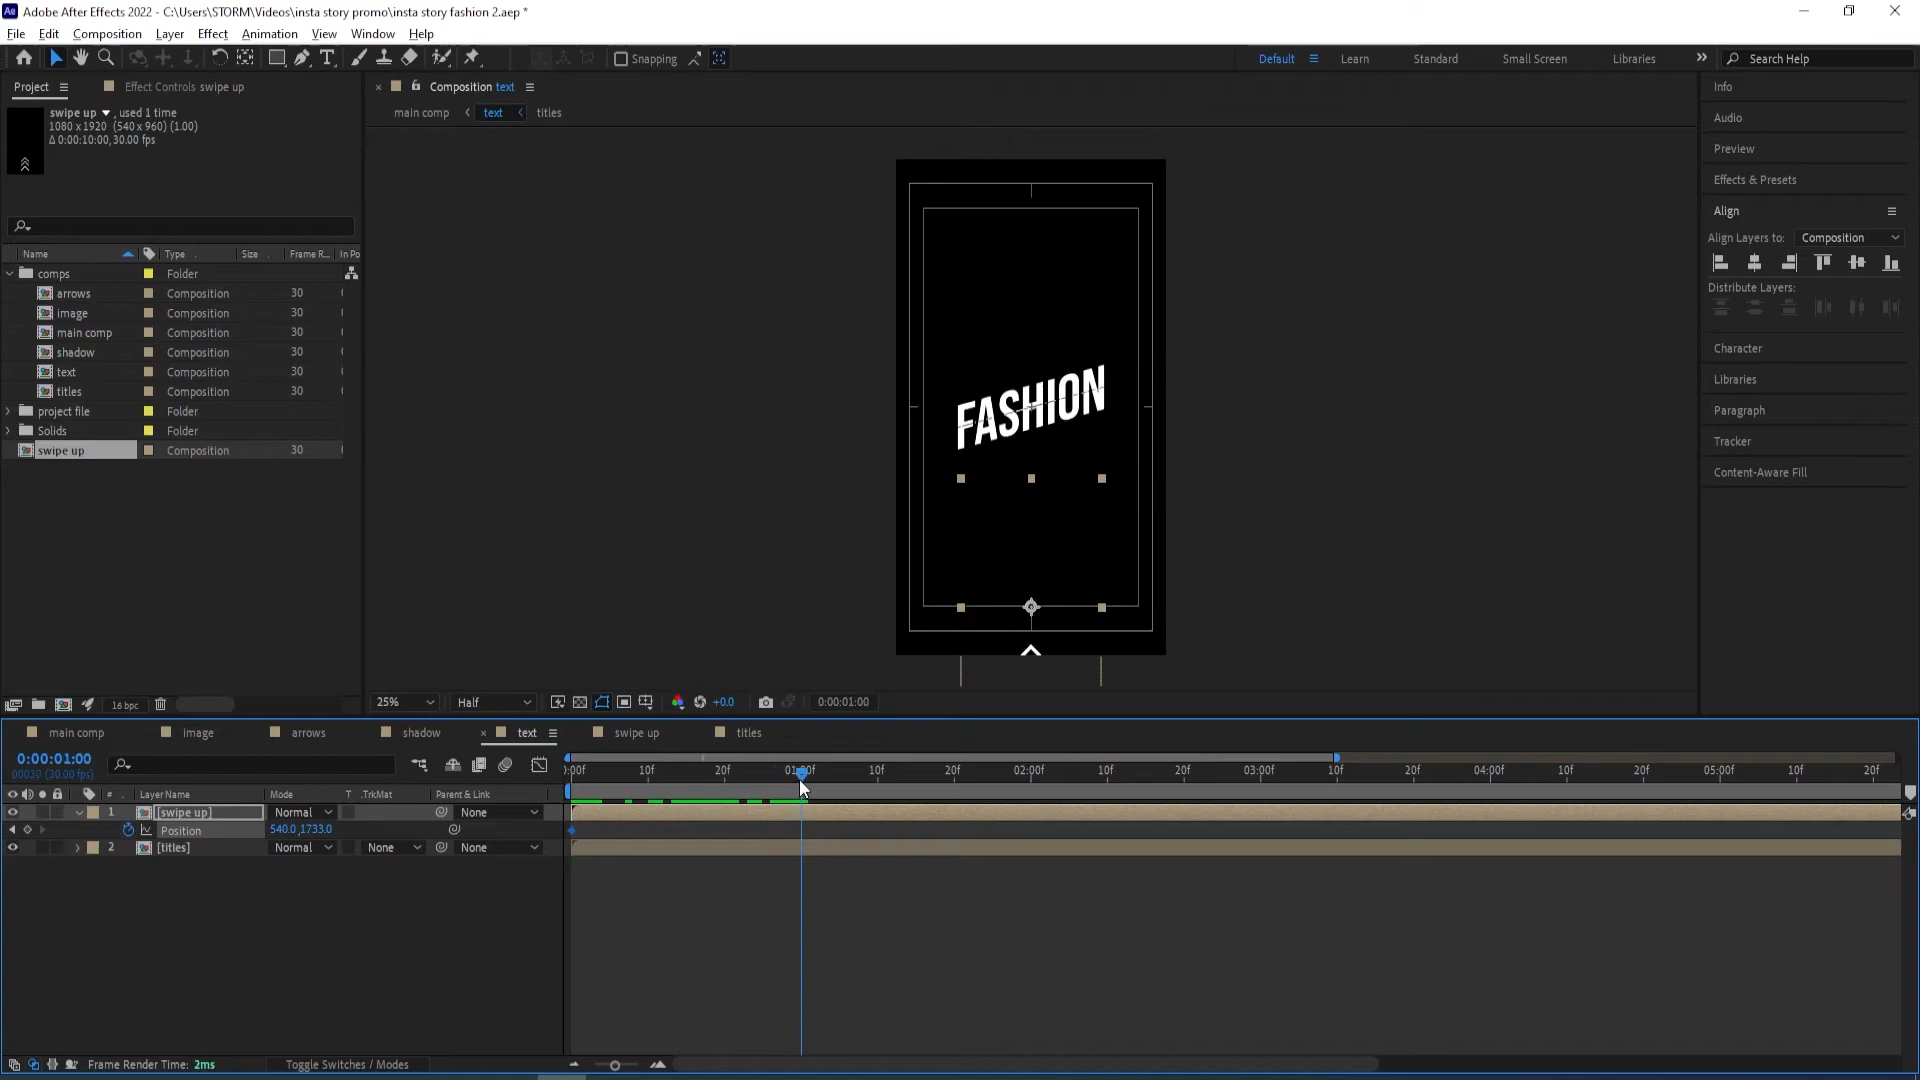 Adobe After Effects 2022 - C:\Users\STORM\Videos\insta story promo\insta story fashion 2.aep *
File Edit Composition Layer Effect Animation View Window Help
Snapping
Default Learn Standard Small Screen Libraries Search Help
Project Effect Controls swipe up
swipe up , used 1 time
1080 x 1920 (540 x 960) (1.00)
Δ 0:00:10:00, 30.00 fps
Name Type Size Frame R... In Po
comps Folder
arrows Composition 30
image Composition 30
main comp Composition 30
shadow Composition 30
text Composition 30
titles Composition 30
project file Folder
Solids Folder
swipe up Composition 30
16 bpc
Composition text
main comp text titles
FASHION
25% Half +0.0 0:00:01:00
Info
Audio
Preview
Effects & Presets
Align
Align Layers to: Composition
Distribute Layers:
Character
Libraries
Paragraph
Tracker
Content-Aware Fill
main comp image arrows shadow text swipe up titles
0:00:01:00
00030 (30.00 fps)
:00f 10f 20f 01:00f 10f 20f 02:00f 10f 20f 03:00f 10f 20f 04:00f 10f 20f 05:00f 10f 20f
# Layer Name Mode T .TrkMat Parent & Link
1 [swipe up] Normal None
Position 540.0,1733.0
2 [titles] Normal None None
Frame Render Time: 2ms Toggle Switches / Modes